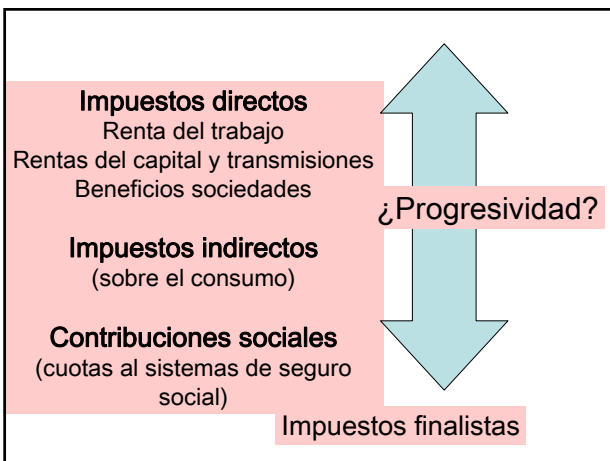 Impuestos directos
Renta del trabajo
Rentas del capital y transmisiones
Beneficios sociedades
¿Progresividad?
Impuestos indirectos
(sobre el consumo)
Contribuciones sociales
(cuotas al sistemas de seguro
social)
Impuestos finalistas